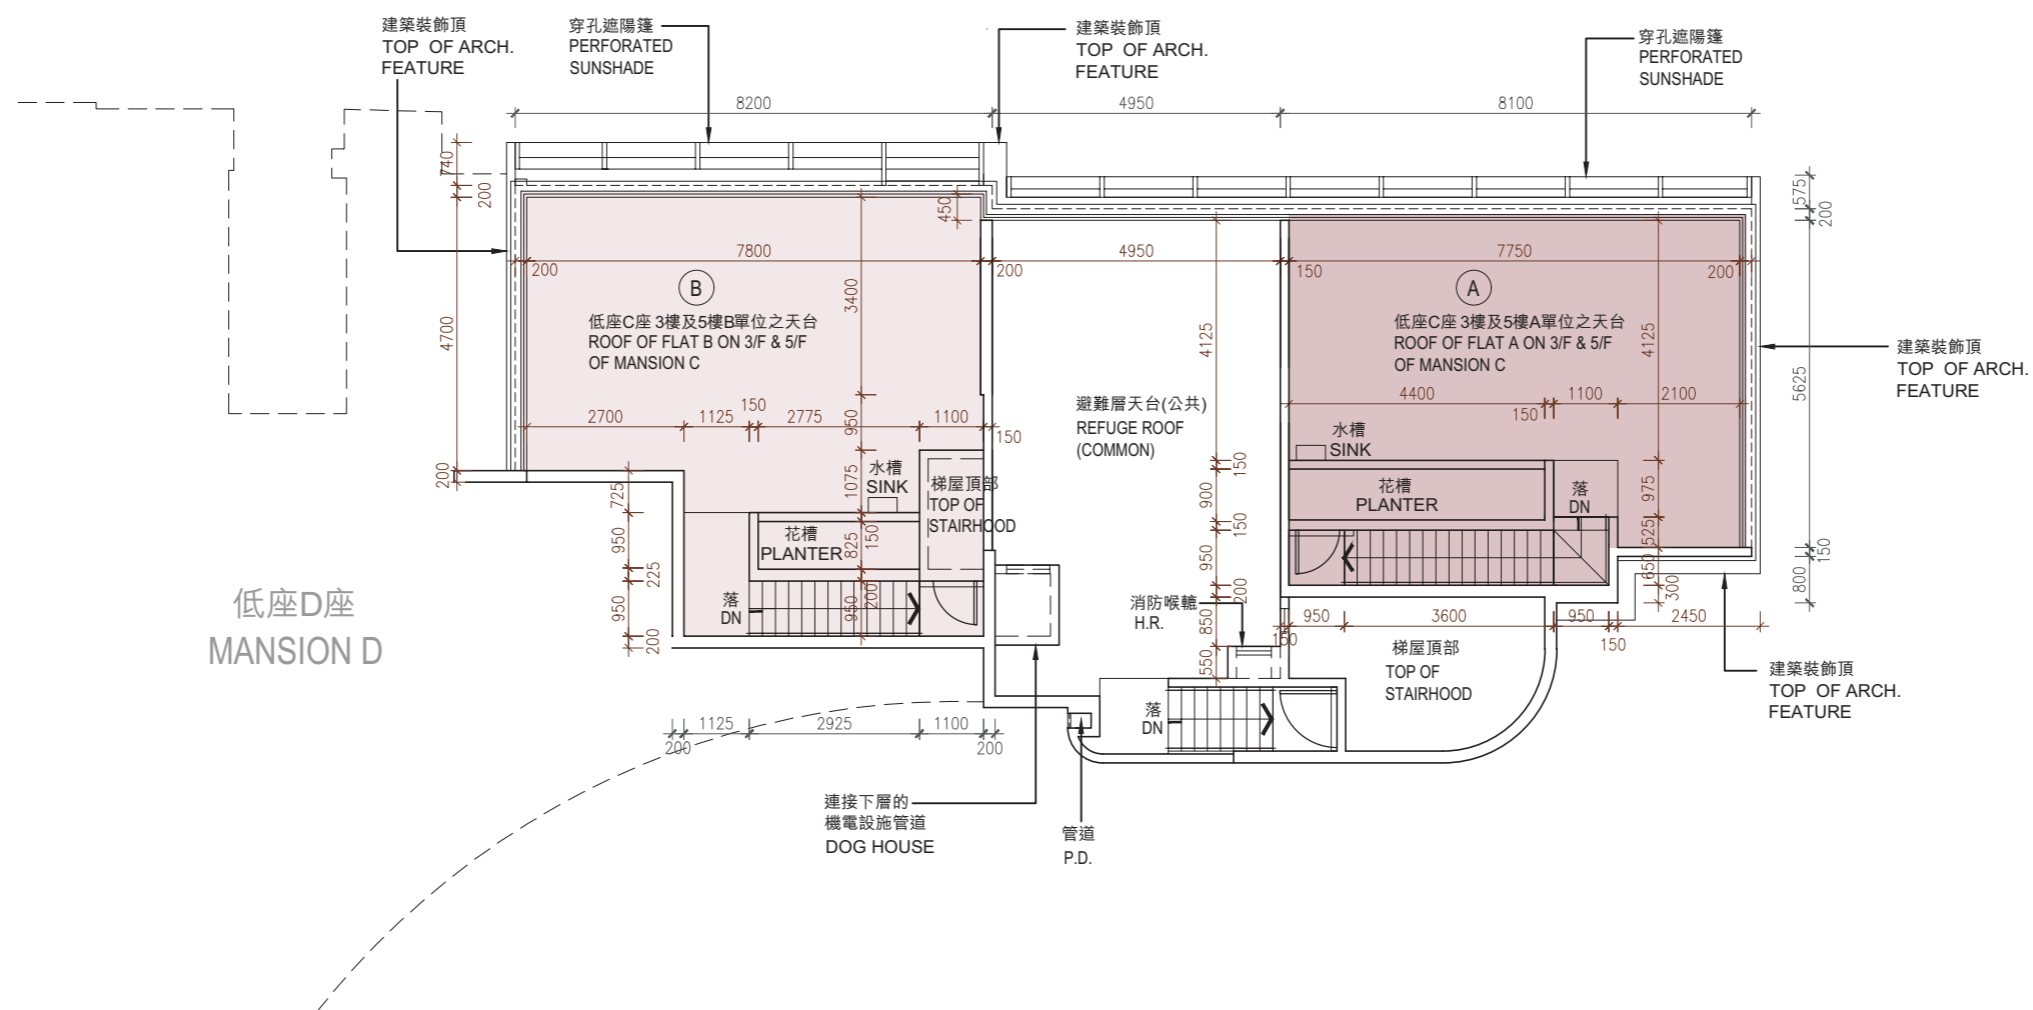 建築裝飾頂
TOP OF ARCH.
FEATURE
穿孔遮陽篷
PERFORATED
SUNSHADE
建築裝飾頂
TOP OF ARCH.
FEATURE
穿孔遮陽篷
PERFORATED
SUNSHADE
8200
4950
8100
740
200
4700
200
450
575
200
5625
150
800
200
7800
200
4950
150
7750
200
B
低座C座 3樓及5樓B單位之天台
ROOF OF FLAT B ON 3/F & 5/F
OF MANSION C
3400
A
低座C座 3樓及5樓A單位之天台
ROOF OF FLAT A ON 3/F & 5/F
OF MANSION C
4125
4125
建築裝飾頂
TOP OF ARCH.
FEATURE
2700
1125
150
2775
1100
150
950
4400
150
1100
2100
避難層天台(公共)
REFUGE ROOF
(COMMON)
水槽
SINK
水槽
SINK
1075
梯屋頂部
TOP OF
STAIRHOOD
花槽
PLANTER
825
150
花槽
PLANTER
落
DN
975
525
650
300
725
950
225
950
200
落
DN
950
200
150
900
150
950
200
850
550
消防喉轆
H.R.
950
3600
950
2450
150
150
梯屋頂部
TOP OF
STAIRHOOD
建築裝飾頂
TOP OF ARCH.
FEATURE
低座D座
MANSION D
落
DN
1125
2925
1100
200
200
連接下層的
機電設施管道
DOG HOUSE
管道
P.D.